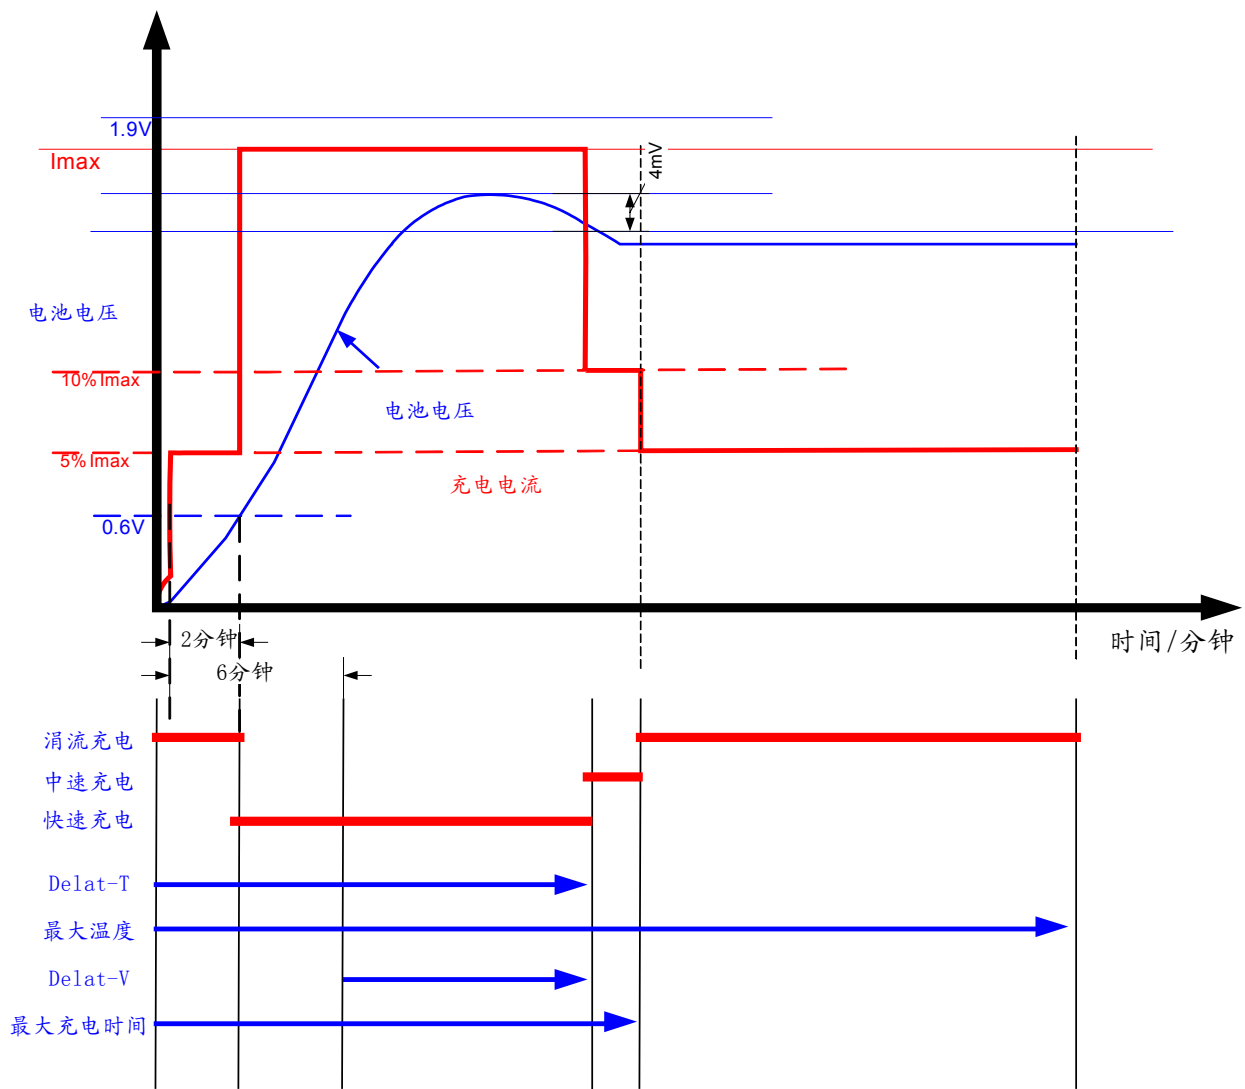 1.9V
Imax
4mV
电池电压
10% Imax
电池电压
5% Imax
充电电流
0.6V
2分钟
时间/分钟
6分钟
涓流充电
中速充电
快速充电
Delat-T
最大温度
Delat-V
最大充电时间